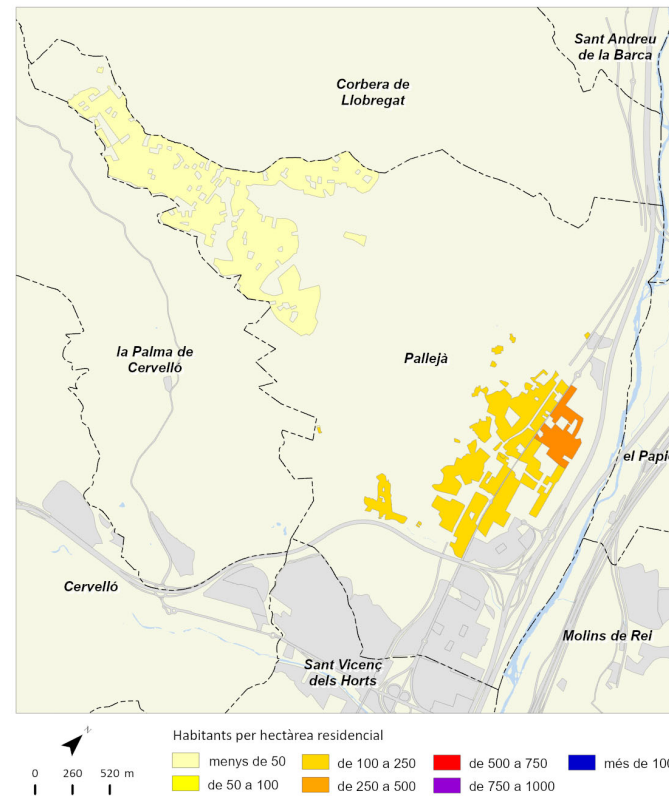 Sant Andreu
de la Barca
Corbera de
Llobregat
la Palma de
Cervelló
Pallejà
el Papio
Cervelló
Molins de Rei
Sant Vicenç
dels Horts
N
Habitants per hectàrea residencial
menys de 50
de 100 a 250
de 500 a 750
més de 100
de 50 a 100
de 250 a 500
de 750 a 1000
0 260 520 m